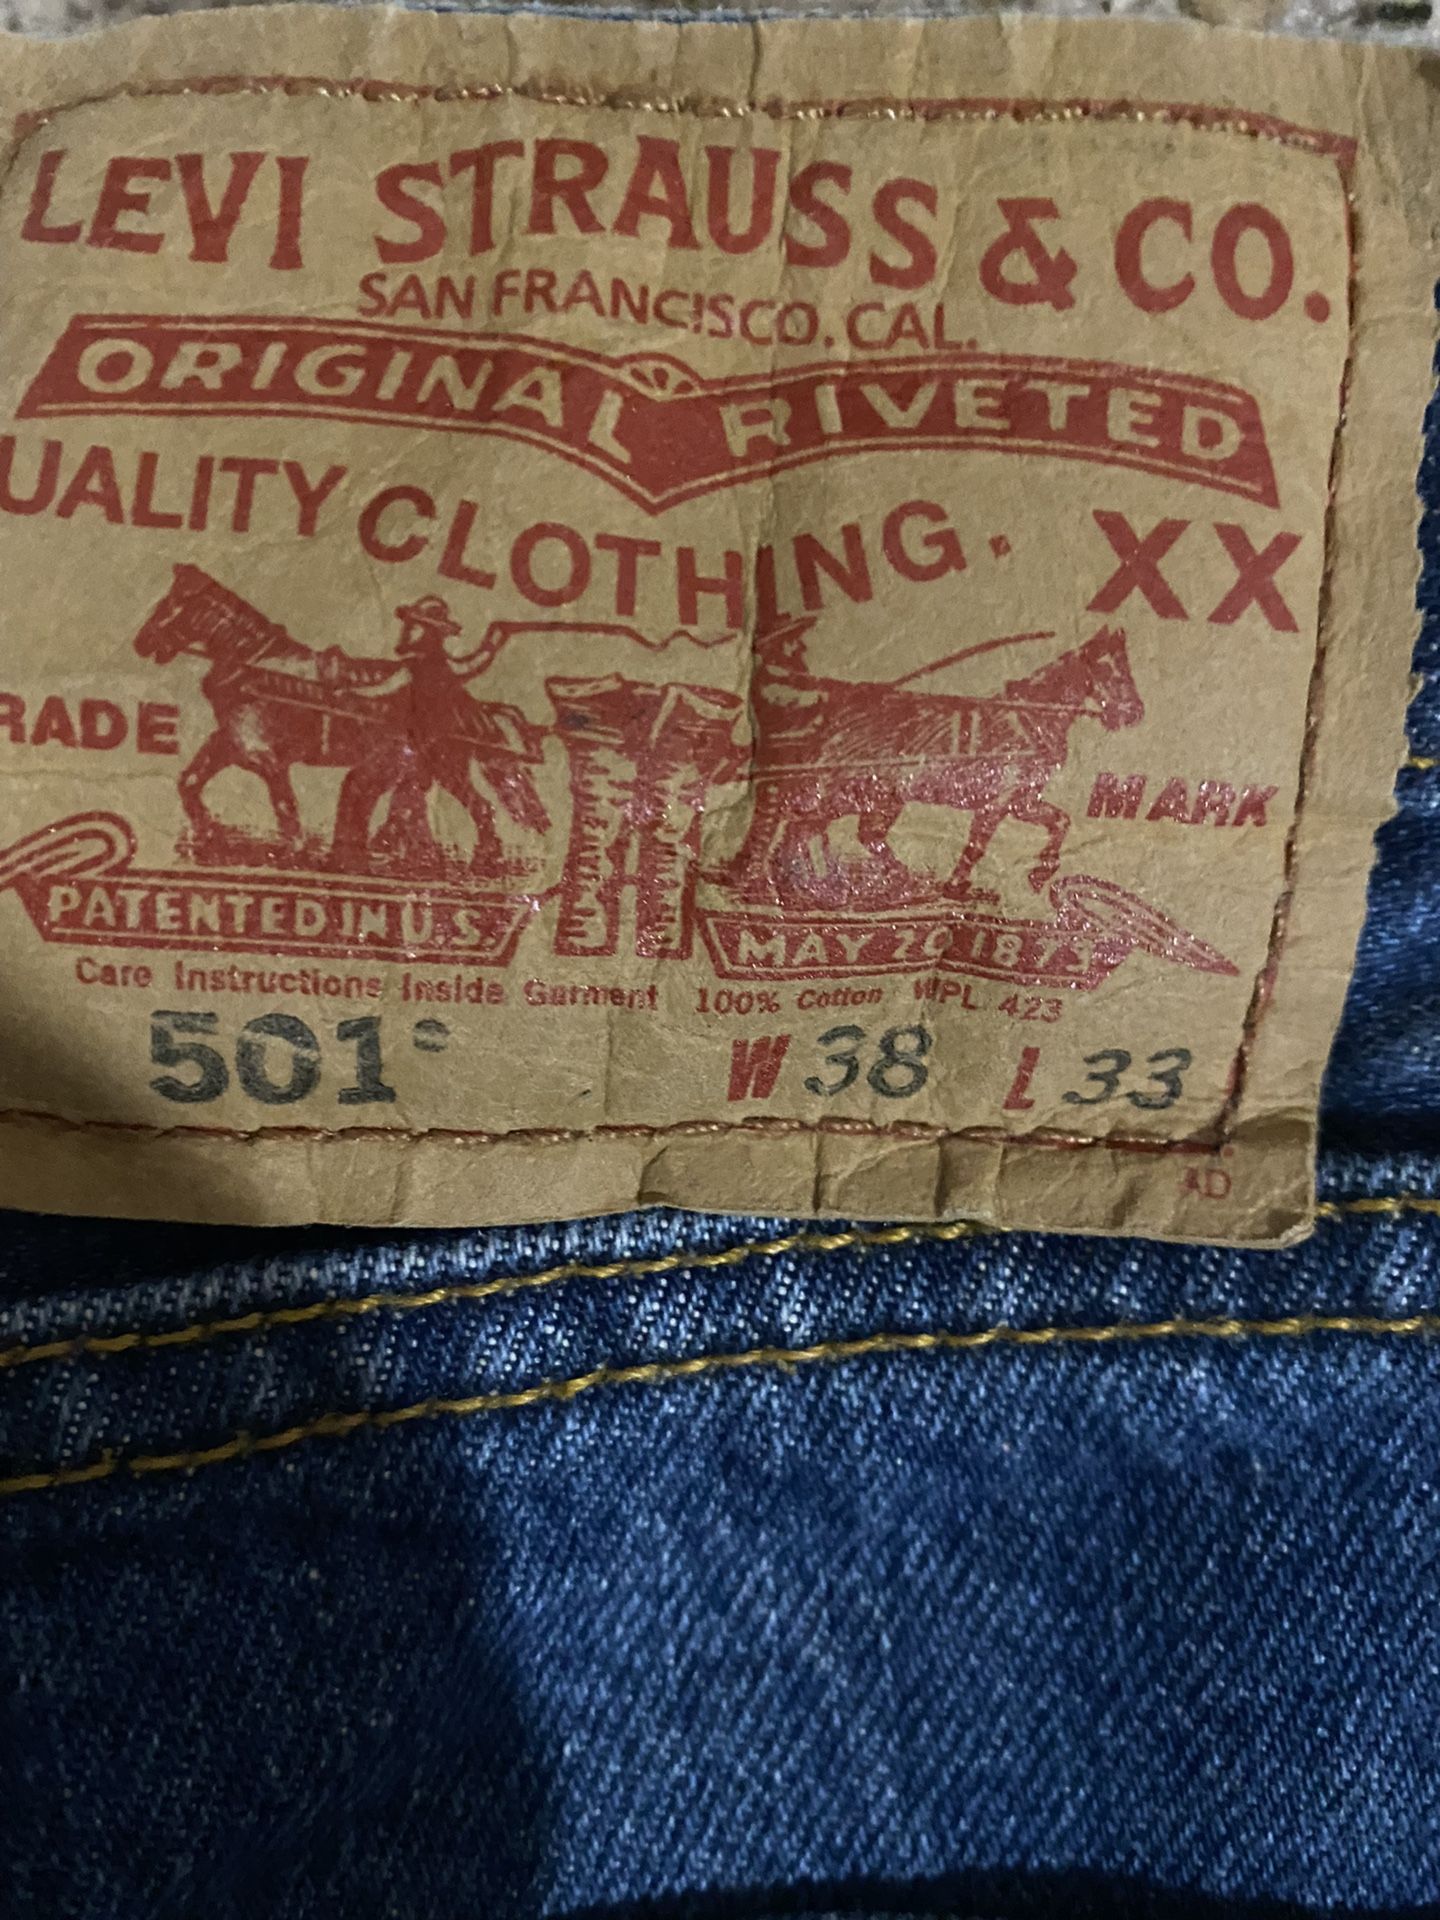 LEVI STRAUSS & CO.
SAN FRANCISCO. CAL.
ORIGINAL RIVETED
UALITY CLOTHING. XX
RADE MARK
PATENTED IN U.S. MAY 20 1873
Care Instructions Inside Garment 100% Cotton WPL 423
501® W 38 L 33
AD